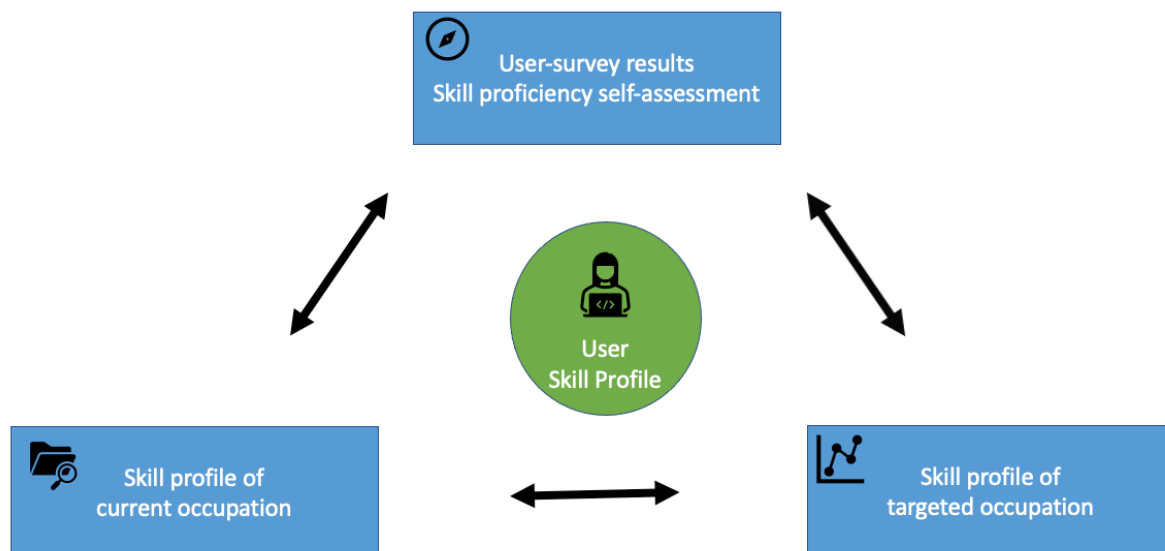 User-survey results
Skill proficiency self-assessment
</>
User
Skill Profile
Skill profile of
current occupation
Skill profile of
targeted occupation